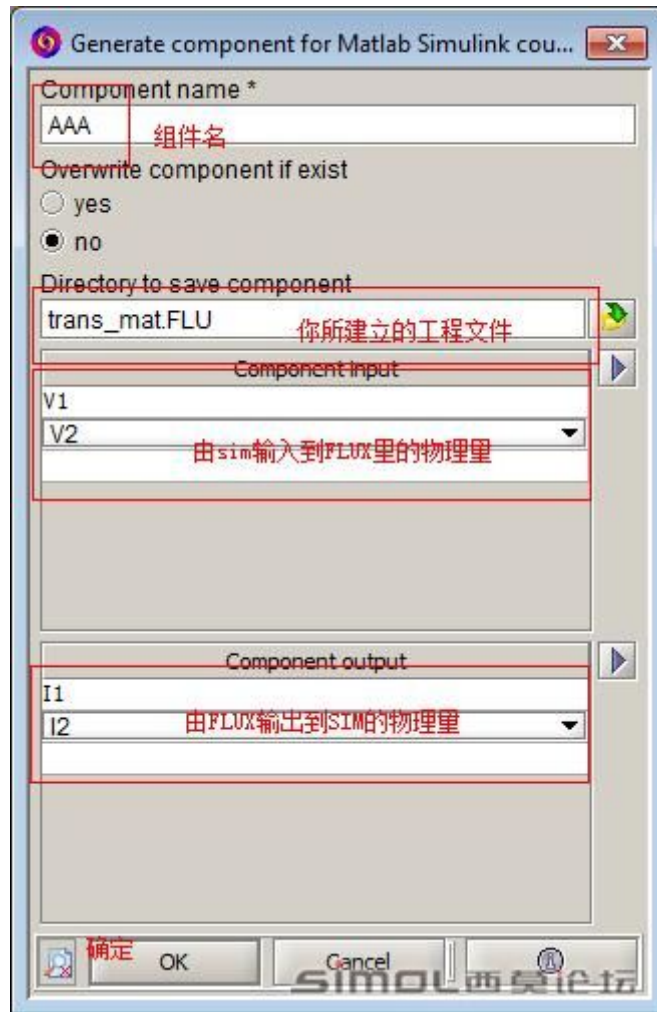 Generate component for Matlab Simulink cou...
Component name *
AAA
组件名
Overwrite component if exist
yes
no
Directory to save component
trans_mat.FLU
你所建立的工程文件
Component input
V1
V2
由sim输入到FLUX里的物理量
Component output
I1
I2
由FLUX输出到SIM的物理量
确定
OK
Cancel
SIMOL西莫论坛